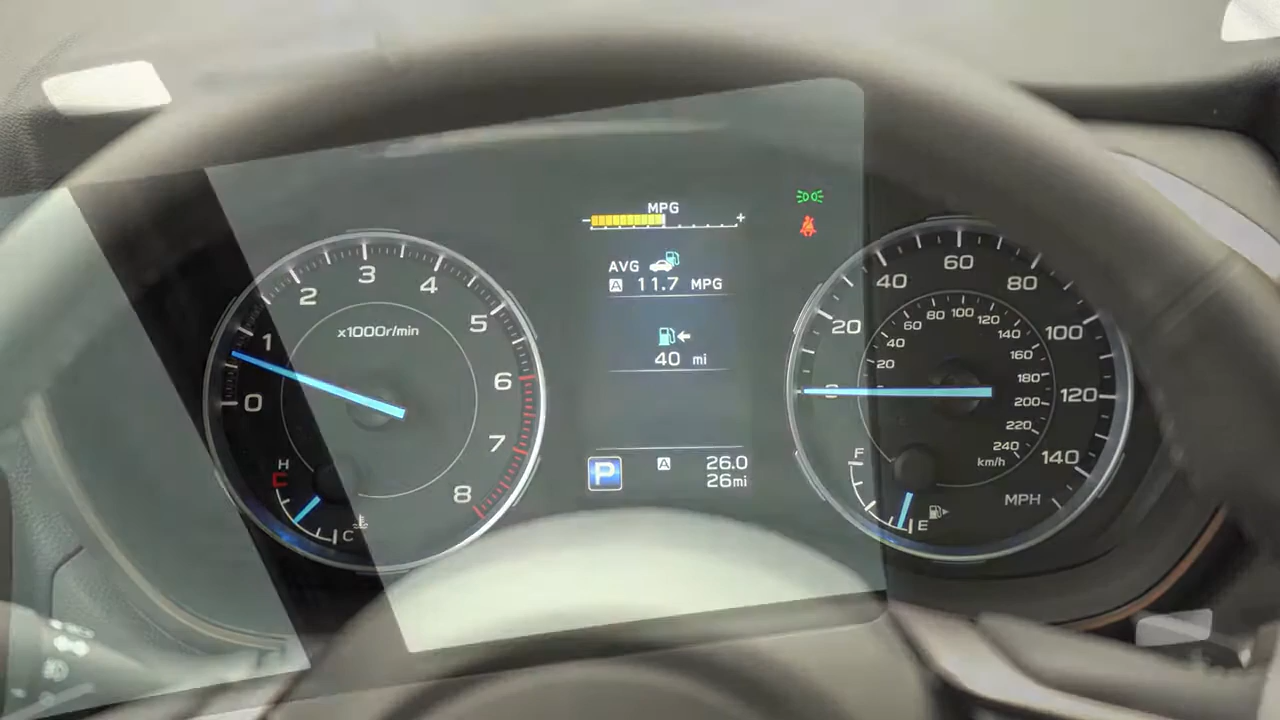 MPG
- +
AVG
A 11.7 MPG
40 mi
P A 26.0
26mi
0 1 2 3 4 5 6 7 8
x1000r/min
H
C
20 40 60 80 100 120 140
MPH
20 40 60 80 100 120 140 160 180 200 220 240
km/h
F
E